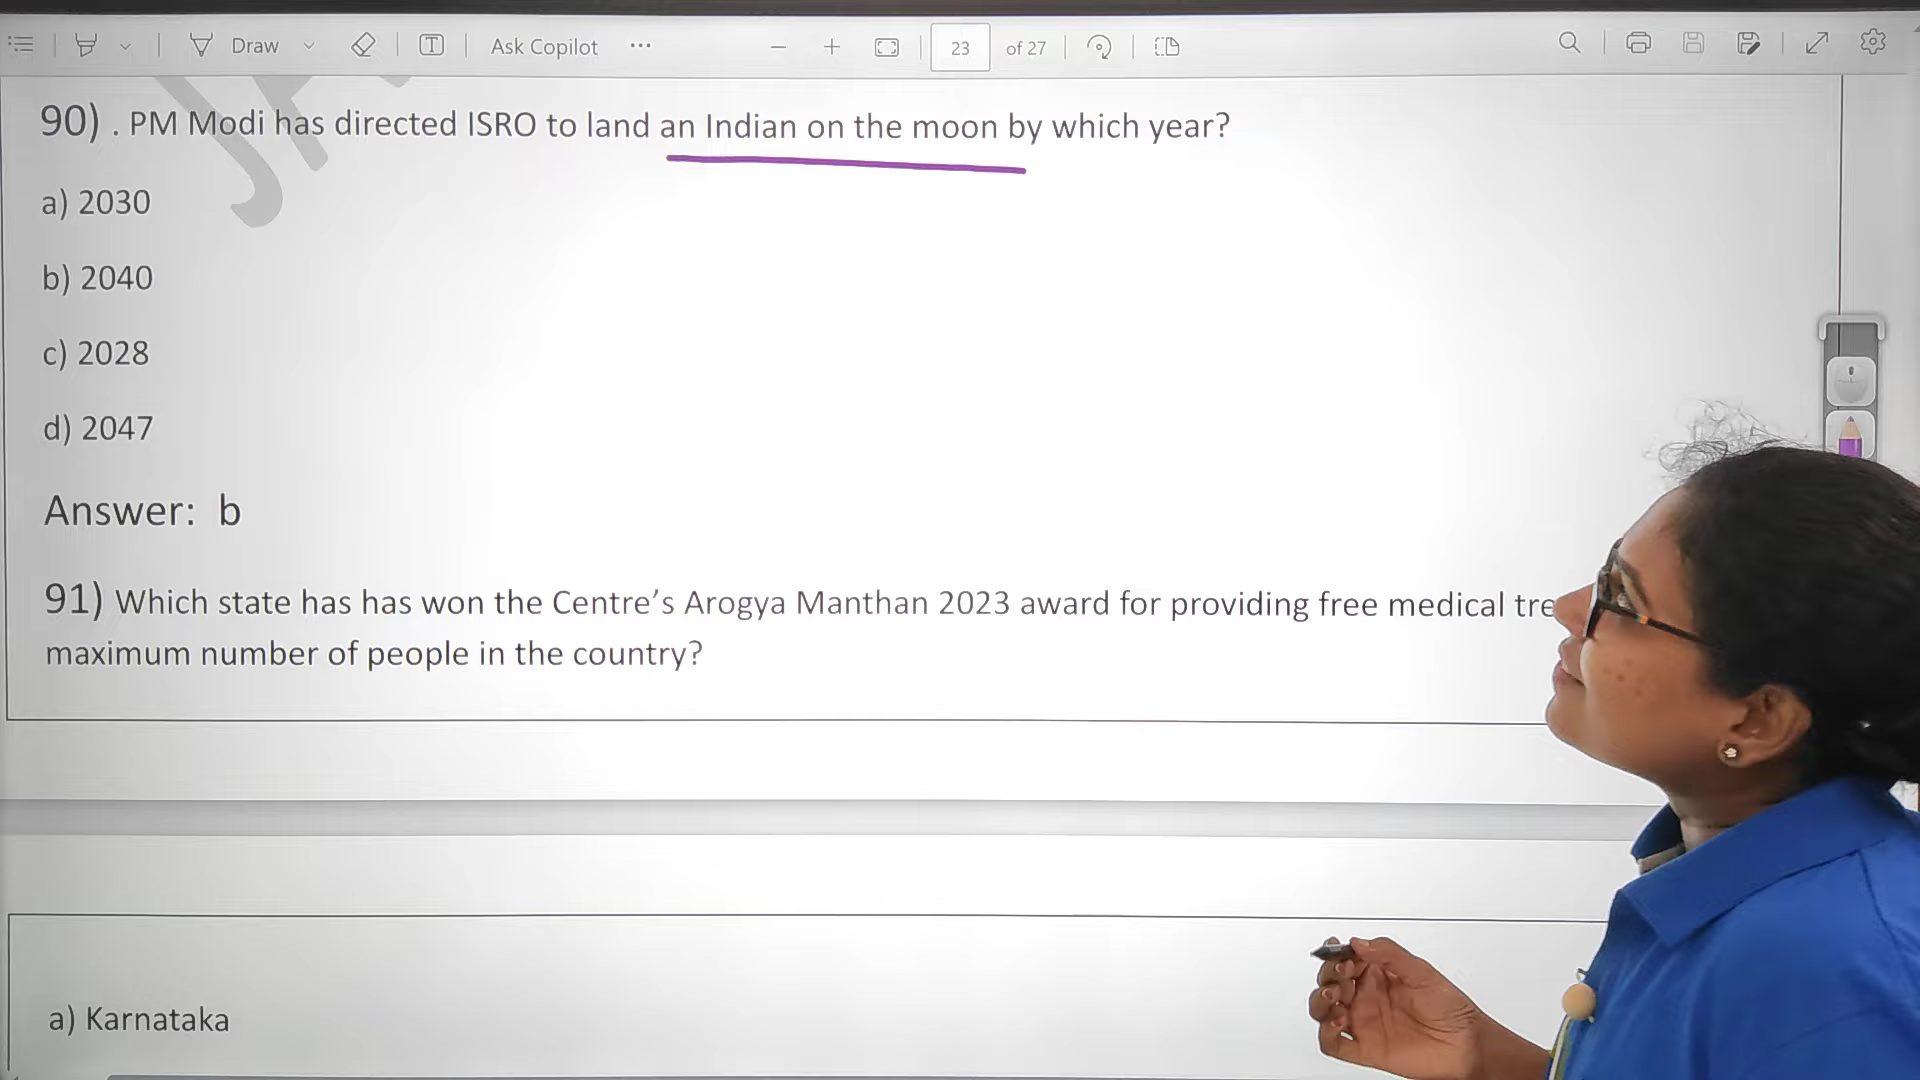 Draw
Ask Copilot
23 of 27
90) . PM Modi has directed ISRO to land an Indian on the moon by which year?
a) 2030
b) 2040
c) 2028
d) 2047
Answer: b
91) Which state has has won the Centre’s Arogya Manthan 2023 award for providing free medical tre
maximum number of people in the country?
a) Karnataka